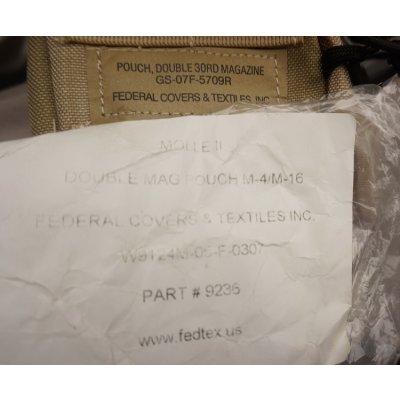 POUCH, DOUBLE 30RD MAGAZINE
GS-07F-5709R
FEDERAL COVERS & TEXTILES, INC.
MOLLE II
DOUBLE MAG POUCH M-4/M-16
FEDERAL COVERS & TEXTILES INC.
W9124M-05-F-0307
PART # 9236
www.fedtex.us